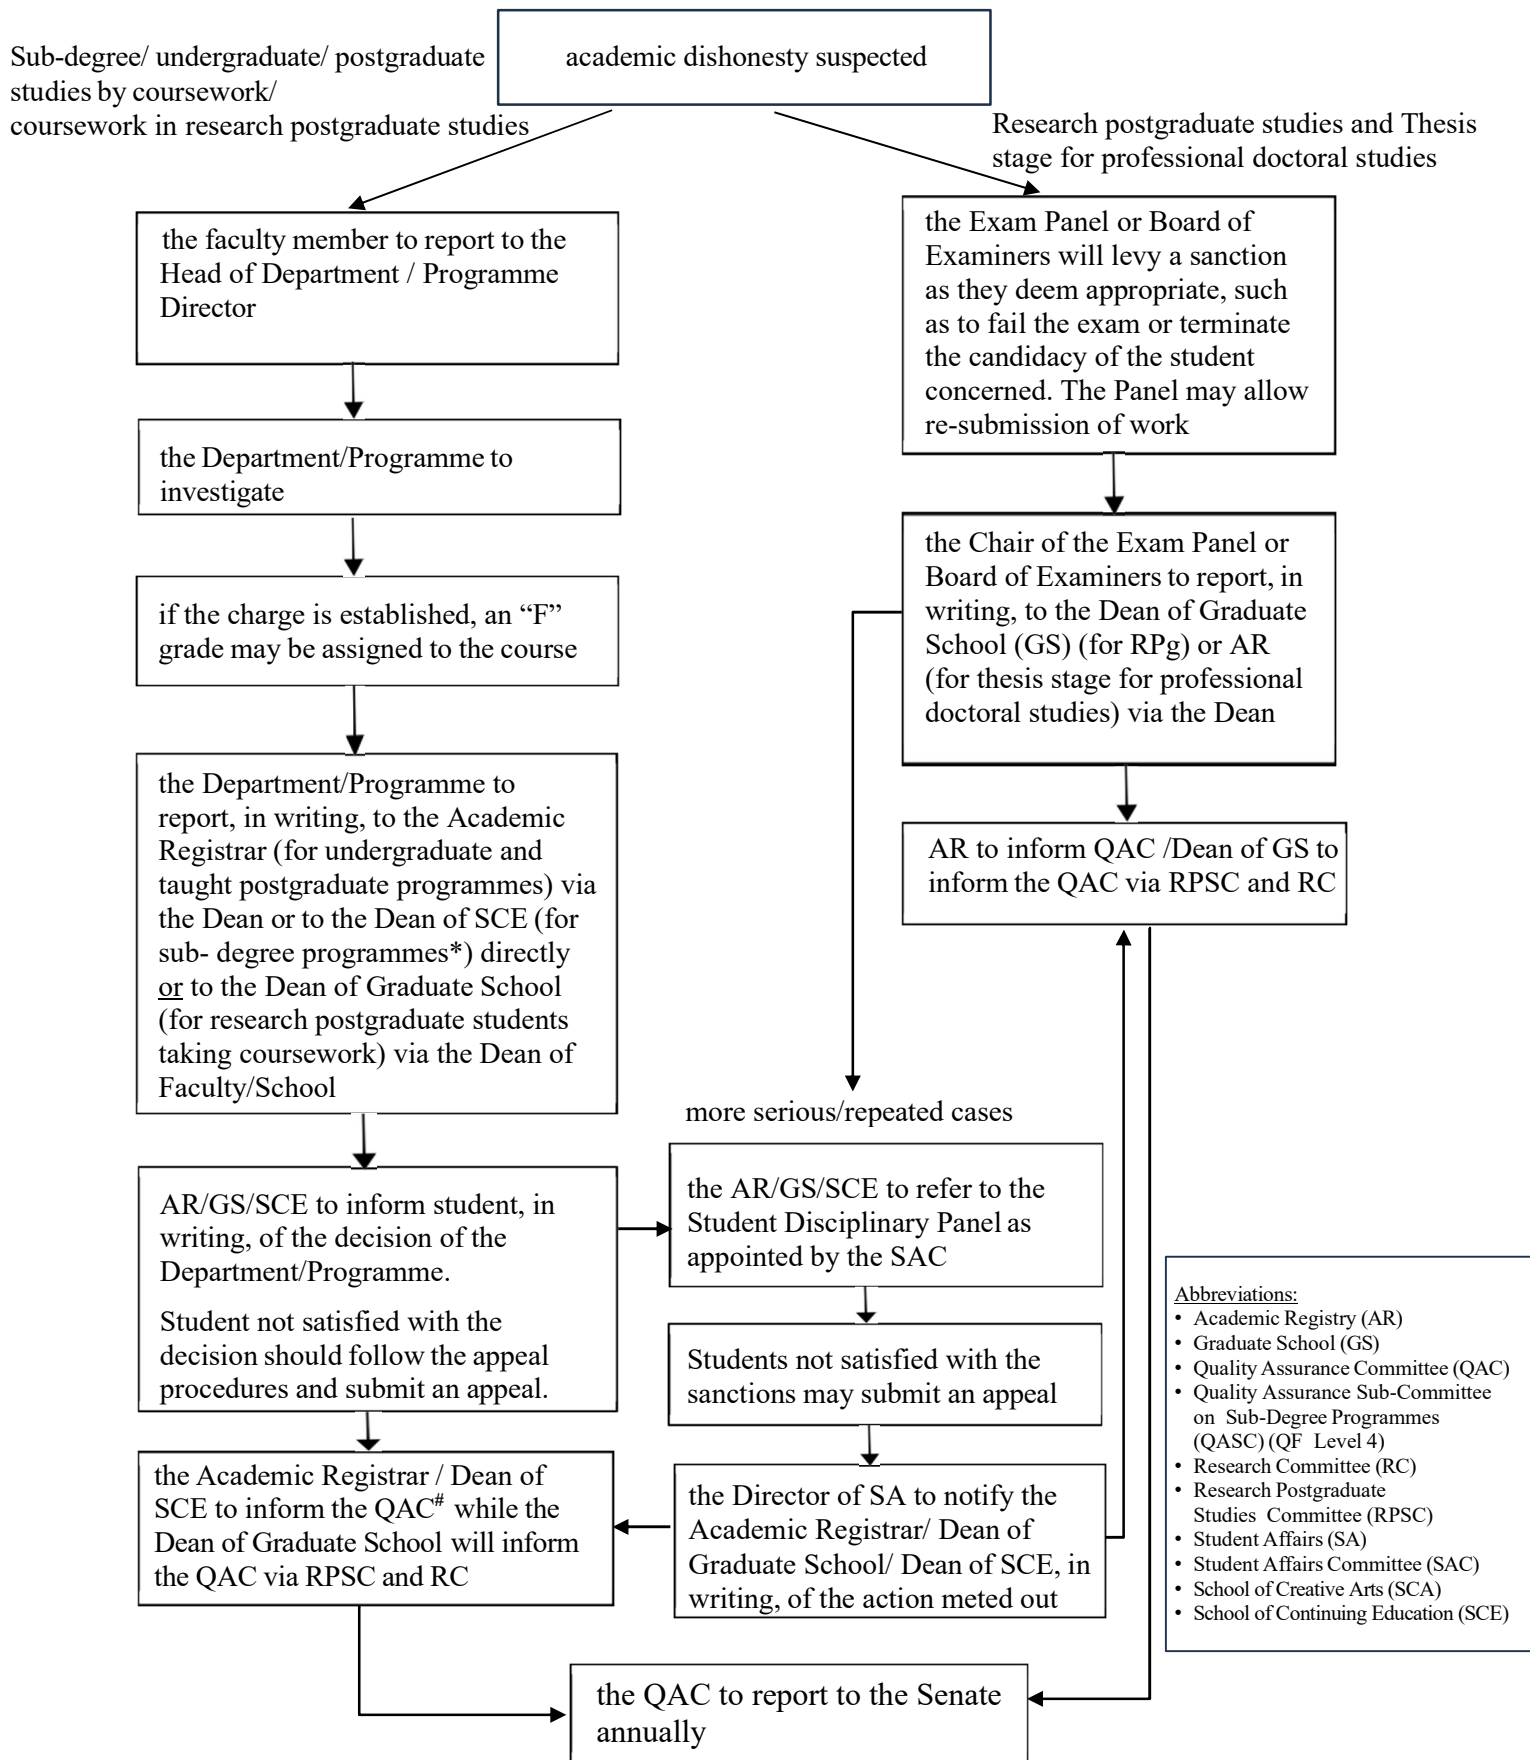 academic dishonesty suspected
Sub-degree/ undergraduate/ postgraduate
studies by coursework/
coursework in research postgraduate studies
Research postgraduate studies and Thesis
stage for professional doctoral studies
the faculty member to report to the
Head of Department / Programme
Director
the Department/Programme to
investigate
if the charge is established, an “F”
grade may be assigned to the course
the Department/Programme to
report, in writing, to the Academic
Registrar (for undergraduate and
taught postgraduate programmes) via
the Dean or to the Dean of SCE (for
sub- degree programmes*) directly
or to the Dean of Graduate School
(for research postgraduate students
taking coursework) via the Dean of
Faculty/School
AR/GS/SCE to inform student, in
writing, of the decision of the
Department/Programme.
Student not satisfied with the
decision should follow the appeal
procedures and submit an appeal.
the Academic Registrar / Dean of
SCE to inform the QAC# while the
Dean of Graduate School will inform
the QAC via RPSC and RC
the Exam Panel or Board of
Examiners will levy a sanction
as they deem appropriate, such
as to fail the exam or terminate
the candidacy of the student
concerned. The Panel may allow
re-submission of work
the Chair of the Exam Panel or
Board of Examiners to report, in
writing, to the Dean of Graduate
School (GS) (for RPg) or AR
(for thesis stage for professional
doctoral studies) via the Dean
AR to inform QAC /Dean of GS to
inform the QAC via RPSC and RC
more serious/repeated cases
the AR/GS/SCE to refer to the
Student Disciplinary Panel as
appointed by the SAC
Students not satisfied with the
sanctions may submit an appeal
the Director of SA to notify the
Academic Registrar/ Dean of
Graduate School/ Dean of SCE, in
writing, of the action meted out
the QAC to report to the Senate
annually
Abbreviations:
• Academic Registry (AR)
• Graduate School (GS)
• Quality Assurance Committee (QAC)
• Quality Assurance Sub-Committee
on Sub-Degree Programmes
(QASC) (QF Level 4)
• Research Committee (RC)
• Research Postgraduate
Studies Committee (RPSC)
• Student Affairs (SA)
• Student Affairs Committee (SAC)
• School of Creative Arts (SCA)
• School of Continuing Education (SCE)